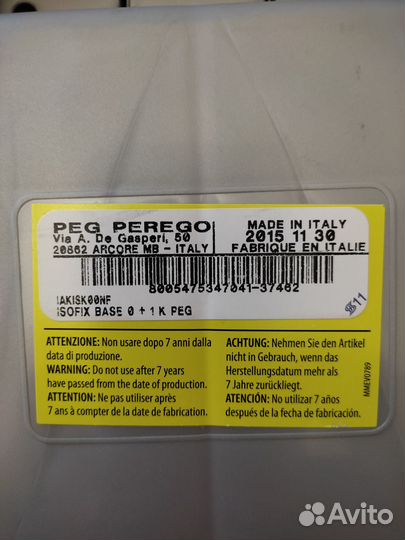 PEG PEREGO
Via A. De Gasperi, 50
20862 ARCORE MB - ITALY
MADE IN ITALY
2015 11 30
FABRIQUE EN ITALIE
8005475347041-37462
IAKISK00NF
ISOFIX BASE 0 + 1 K PEG
11
ATTENZIONE: Non usare dopo 7 anni dalla
data di produzione.
WARNING: Do not use after 7 years
have passed from the date of production.
ATTENTION : Ne pas utiliser après
7 ans à compter de la date de fabrication.
ACHTUNG: Nehmen Sie den Artikel
nicht in Gebrauch, wenn das
Herstellungsdatum mehr als
7 Jahre zurückliegt.
ATENCIÓN: No utilizar 7 años
después de la fecha de fabricación.
MMEV0789
Avito